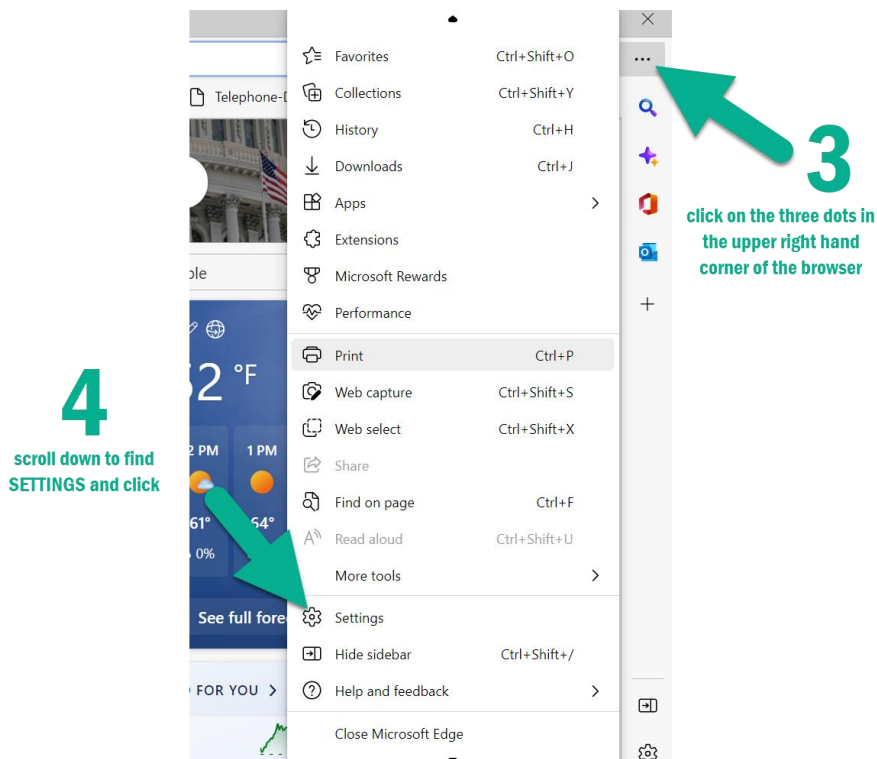 Favorites Ctrl+Shift+O
Telephone-D
Collections Ctrl+Shift+Y
History Ctrl+H
Downloads Ctrl+J
Apps
Extensions
Microsoft Rewards
Performance
Print Ctrl+P
Web capture Ctrl+Shift+S
Web select Ctrl+Shift+X
Share
Find on page Ctrl+F
Read aloud Ctrl+Shift+U
More tools
Settings
Hide sidebar Ctrl+Shift+/
Help and feedback
Close Microsoft Edge
3
click on the three dots in
the upper right hand
corner of the browser
4
scroll down to find
SETTINGS and click
°F
PM 1 PM
61° 64°
0%
See full fore
FOR YOU